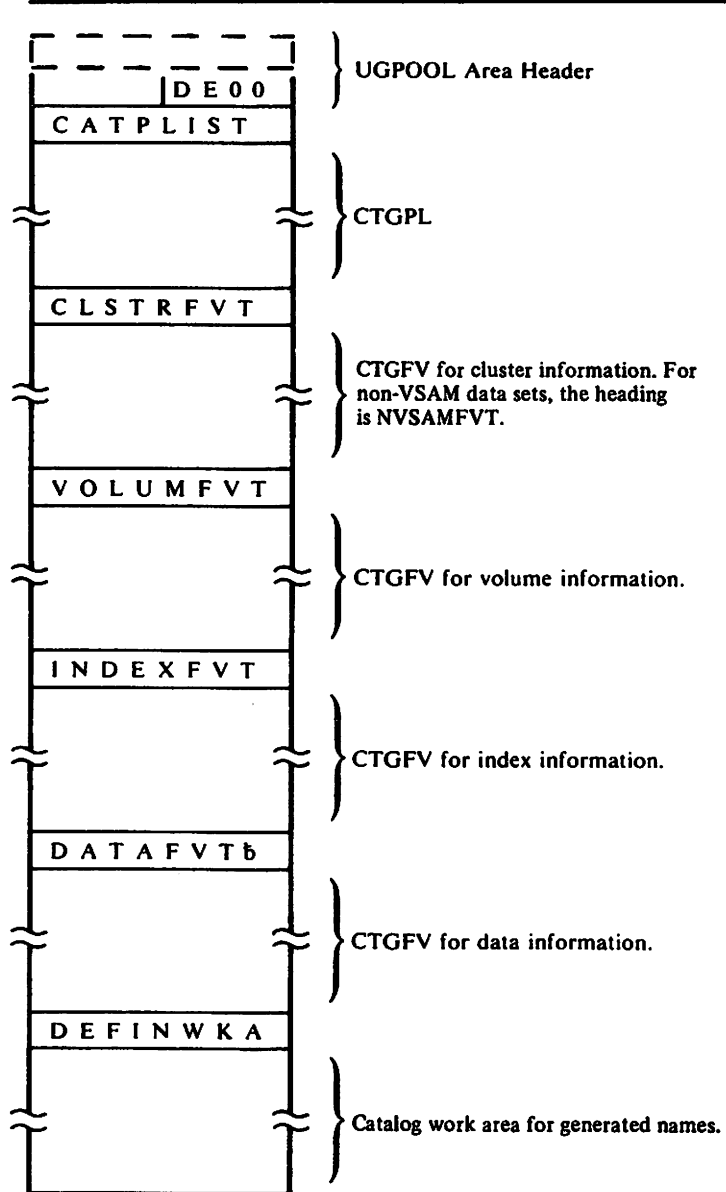 UGPOOL Area Header
DE00
CATPLIST
CTGPL
CLSTRFVT
CTGFV for cluster information. For
non-VSAM data sets, the heading
is NVSAMFVT.
VOLUMFVT
CTGFV for volume information.
INDEXFVT
CTGFV for index information.
DATAFVTƀ
CTGFV for data information.
DEFINWKA
Catalog work area for generated names.